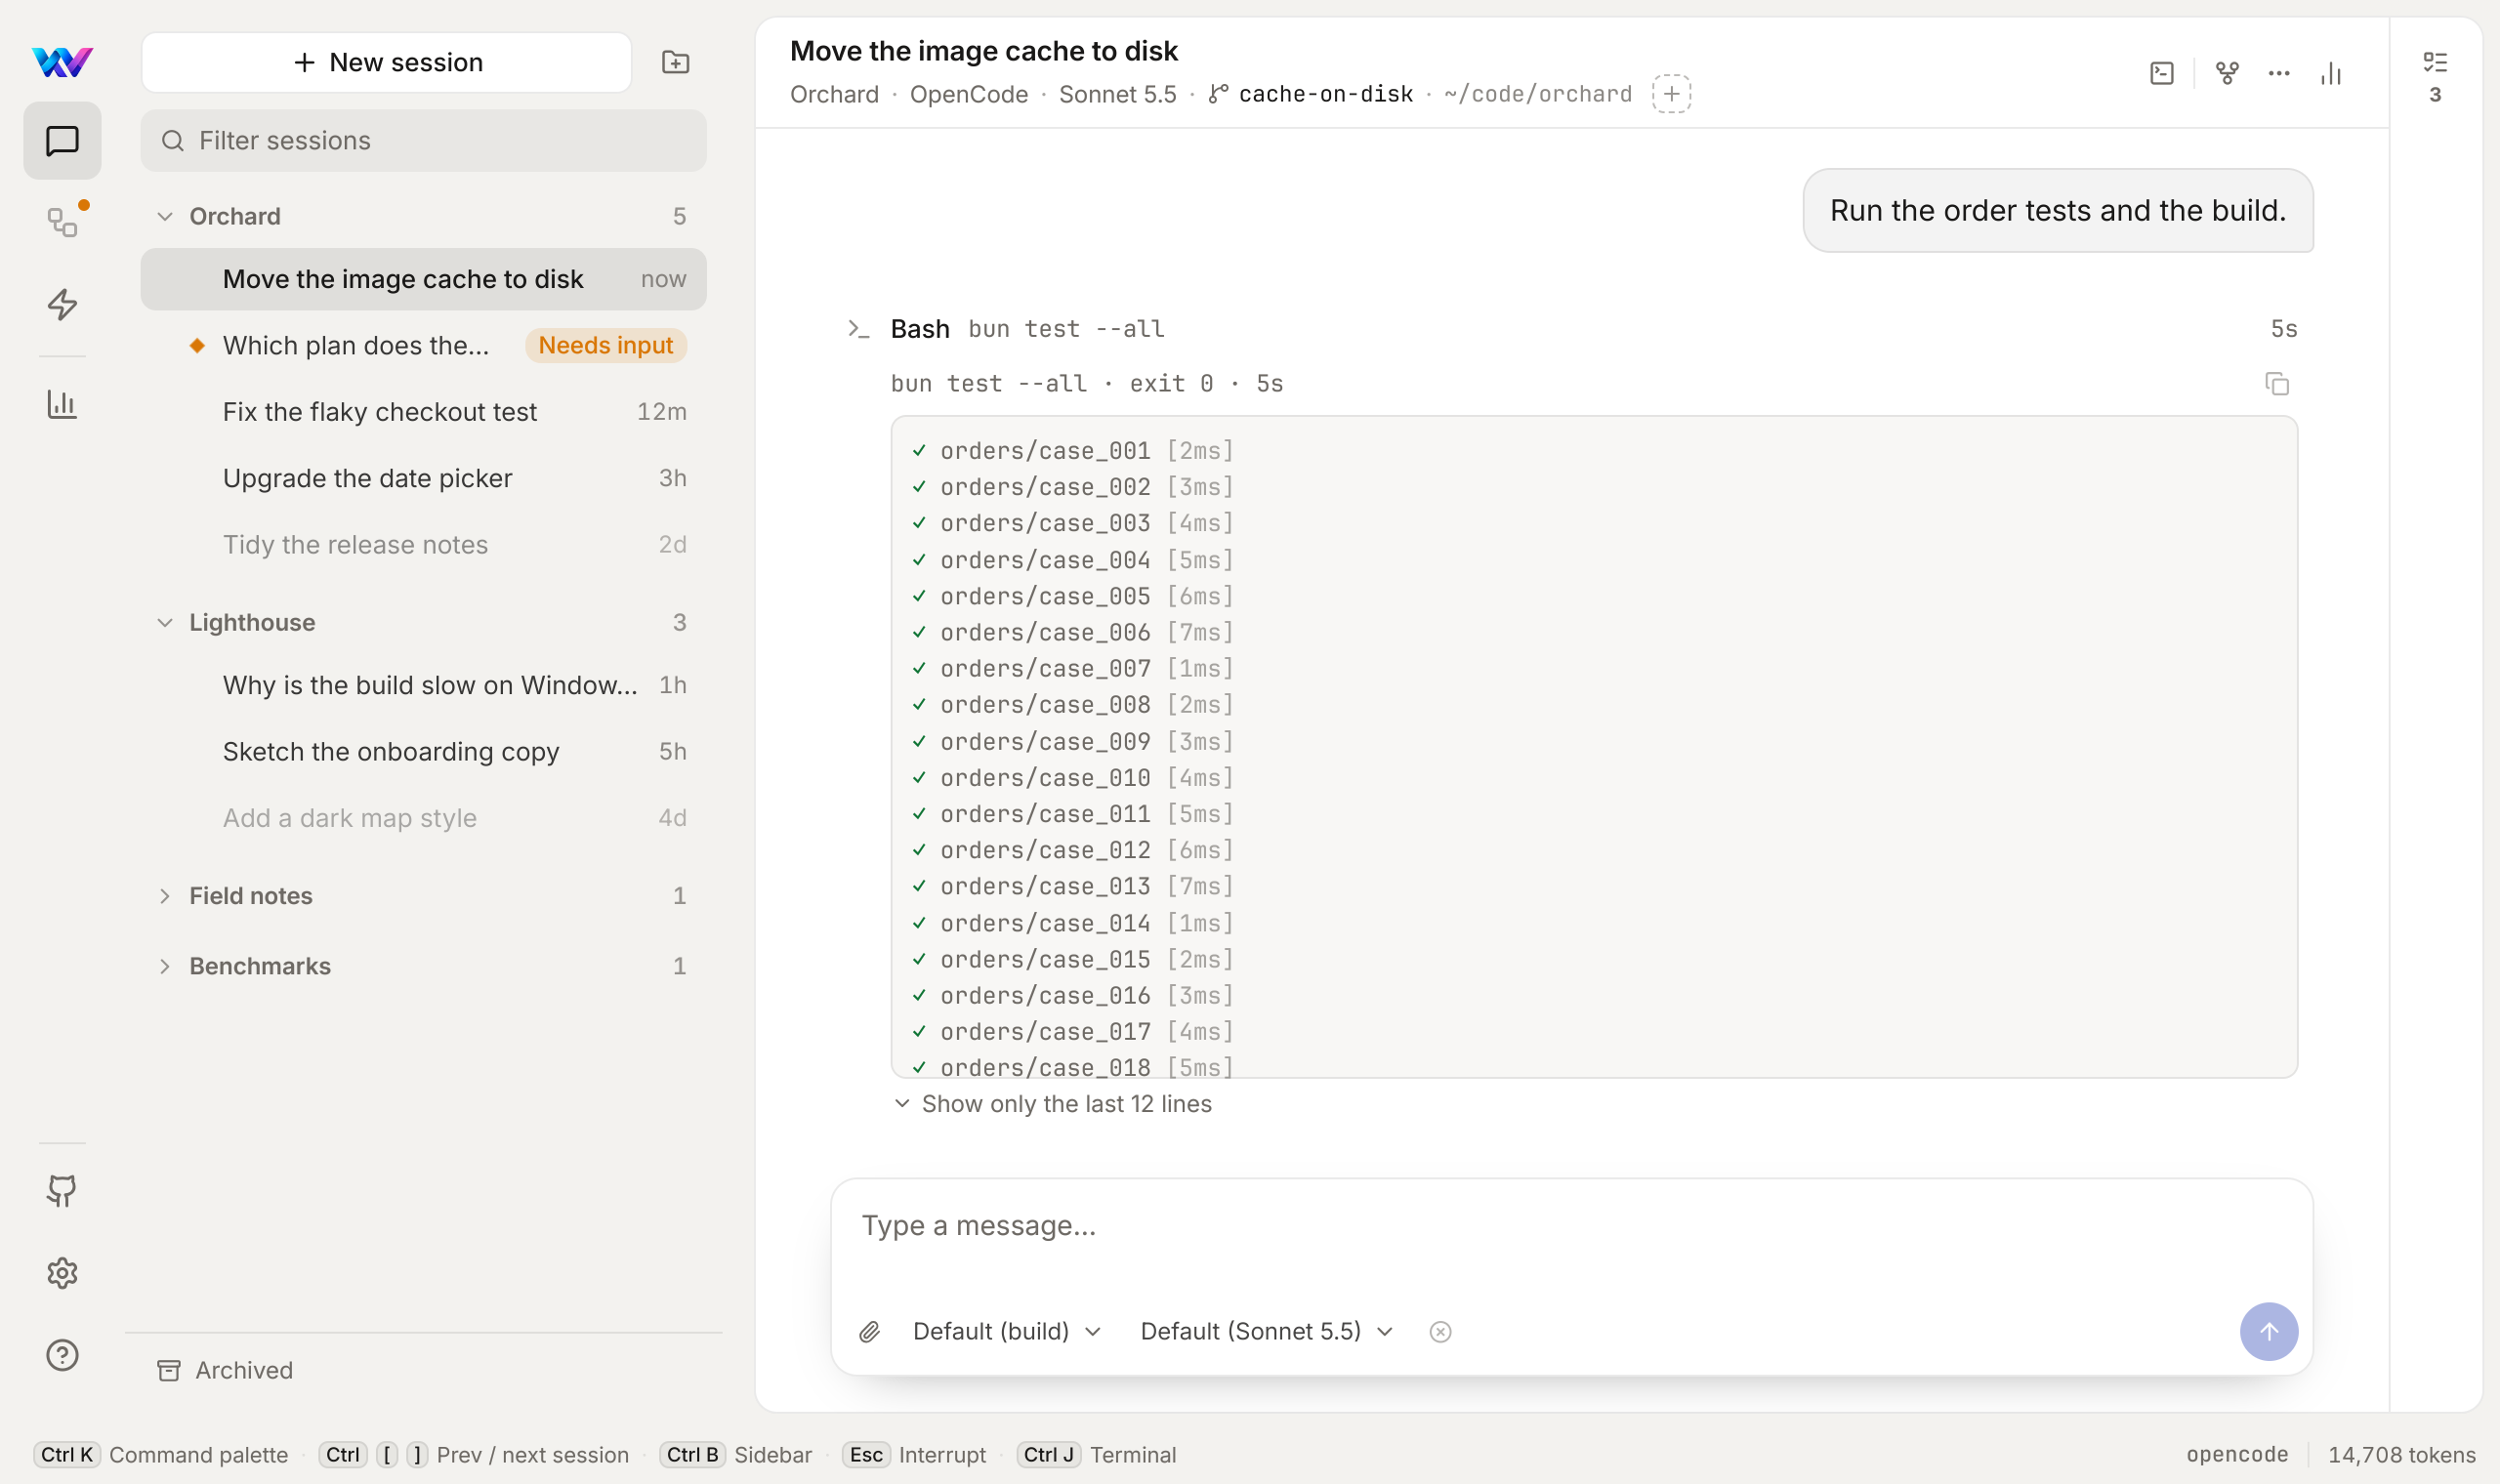 New session
Filter sessions
Orchard 5
Move the image cache to disk now
Which plan does the... Needs input
Fix the flaky checkout test 12m
Upgrade the date picker 3h
Tidy the release notes 2d
Lighthouse 3
Why is the build slow on Window... 1h
Sketch the onboarding copy 5h
Add a dark map style 4d
Field notes 1
Benchmarks 1
Archived
Move the image cache to disk
Orchard · OpenCode · Sonnet 5.5 · cache-on-disk · ~/code/orchard
3
Run the order tests and the build.
Bash bun test --all 5s
bun test --all · exit 0 · 5s
✓ orders/case_001 [2ms]
✓ orders/case_002 [3ms]
✓ orders/case_003 [4ms]
✓ orders/case_004 [5ms]
✓ orders/case_005 [6ms]
✓ orders/case_006 [7ms]
✓ orders/case_007 [1ms]
✓ orders/case_008 [2ms]
✓ orders/case_009 [3ms]
✓ orders/case_010 [4ms]
✓ orders/case_011 [5ms]
✓ orders/case_012 [6ms]
✓ orders/case_013 [7ms]
✓ orders/case_014 [1ms]
✓ orders/case_015 [2ms]
✓ orders/case_016 [3ms]
✓ orders/case_017 [4ms]
✓ orders/case_018 [5ms]
Show only the last 12 lines
Type a message...
Default (build) Default (Sonnet 5.5)
Ctrl K Command palette · Ctrl [ ] Prev / next session · Ctrl B Sidebar · Esc Interrupt · Ctrl J Terminal
opencode 14,708 tokens